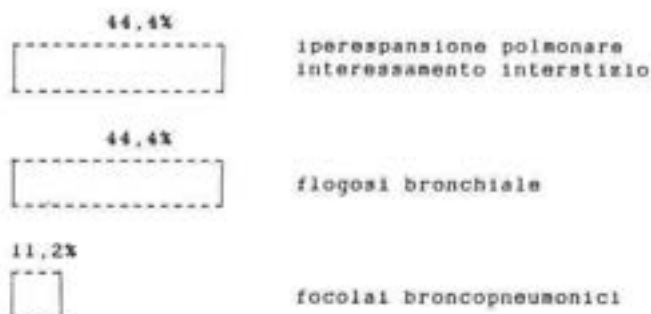 44,4%
iperespansione polmonare
interessamento interstizio
44,4%
flogosi bronchiale
11,2%
focolai broncopneumonici